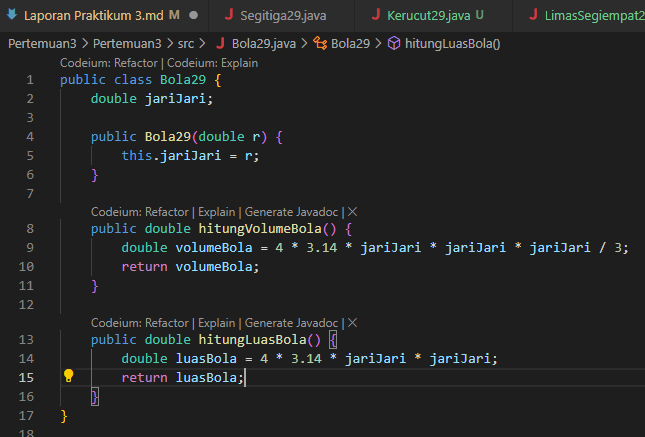 Laporan Praktikum 3.md M Segitiga29.java Kerucut29.java U LimasSegiempat2
Pertemuan3 > Pertemuan3 > src > Bola29.java > Bola29 > hitungLuasBola()
Codeium: Refactor | Codeium: Explain
1 public class Bola29 {
2 double jariJari;
3
4 public Bola29(double r) {
5 this.jariJari = r;
6 }
7
Codeium: Refactor | Explain | Generate Javadoc | X
8 public double hitungVolumeBola() {
9 double volumeBola = 4 * 3.14 * jariJari * jariJari * jariJari / 3;
10 return volumeBola;
11 }
12
Codeium: Refactor | Explain | Generate Javadoc | X
13 public double hitungLuasBola() {
14 double luasBola = 4 * 3.14 * jariJari * jariJari;
15 return luasBola;
16 }
17 }
18